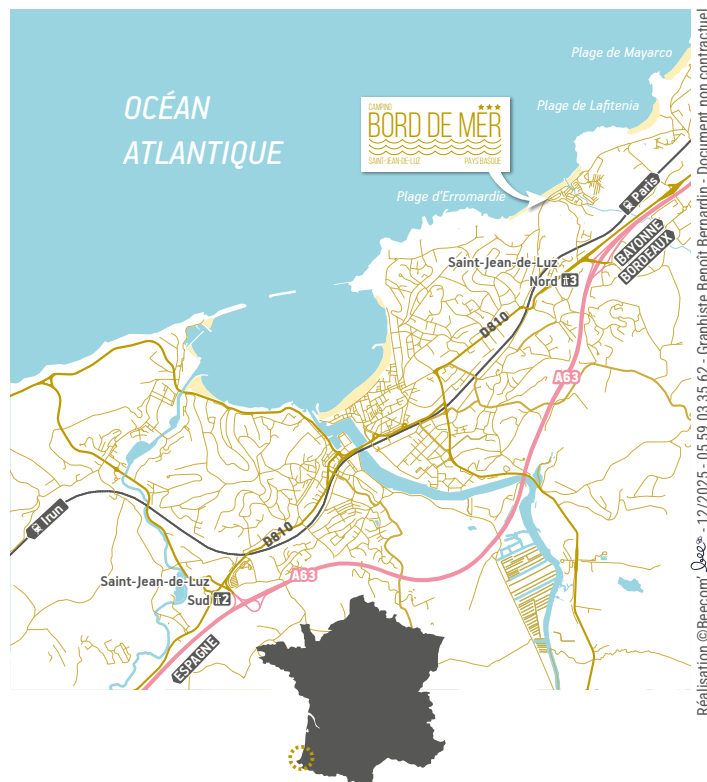 Plage de Mayarco
OCÉAN
ATLANTIQUE
Plage de Lafitenia
CAMPING ★★★
BORD DE MER
SAINT-JEAN-DE-LUZ PAYS BASQUE
Plage d'Erromardie
Paris
BAYONNE
BORDEAUX
Saint-Jean-de-Luz
Nord 3
D810
A63
Irun
D810
A63
Saint-Jean-de-Luz
Sud 2
ESPAGNE
Réalisation ©Beecom' Bee - 12/2025 - 05 59 03 35 62 - Graphiste Benoît Bernardin - Document non contractuel